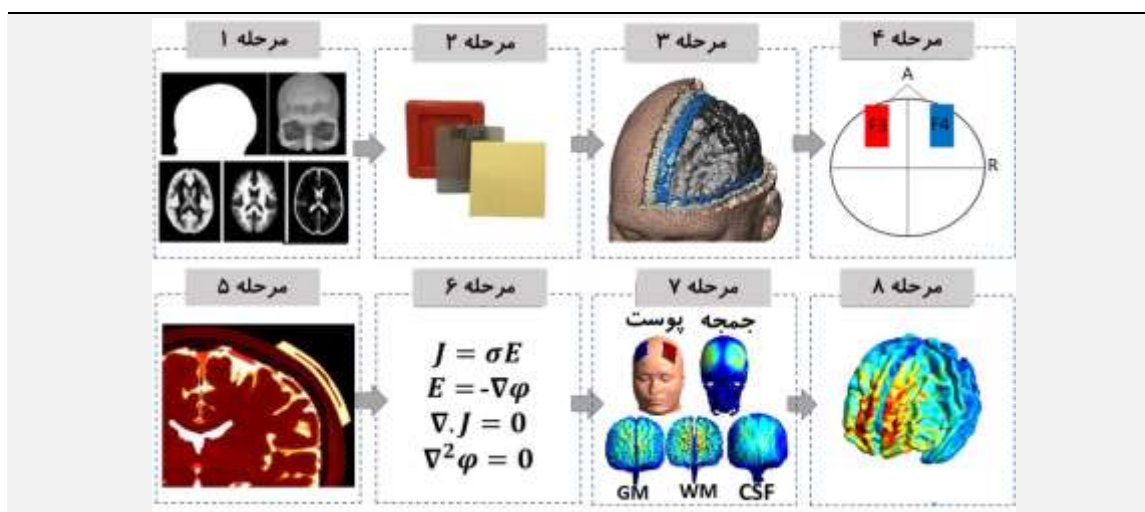 مرحله ۱
مرحله ۲
مرحله ۳
مرحله ۴
A
F3
F4
R
مرحله ۵
مرحله ۶
مرحله ۷
مرحله ۸
J = σE
E = -∇φ
∇. J = 0
∇²φ = 0
پوست
جمجه
GM
WM
CSF